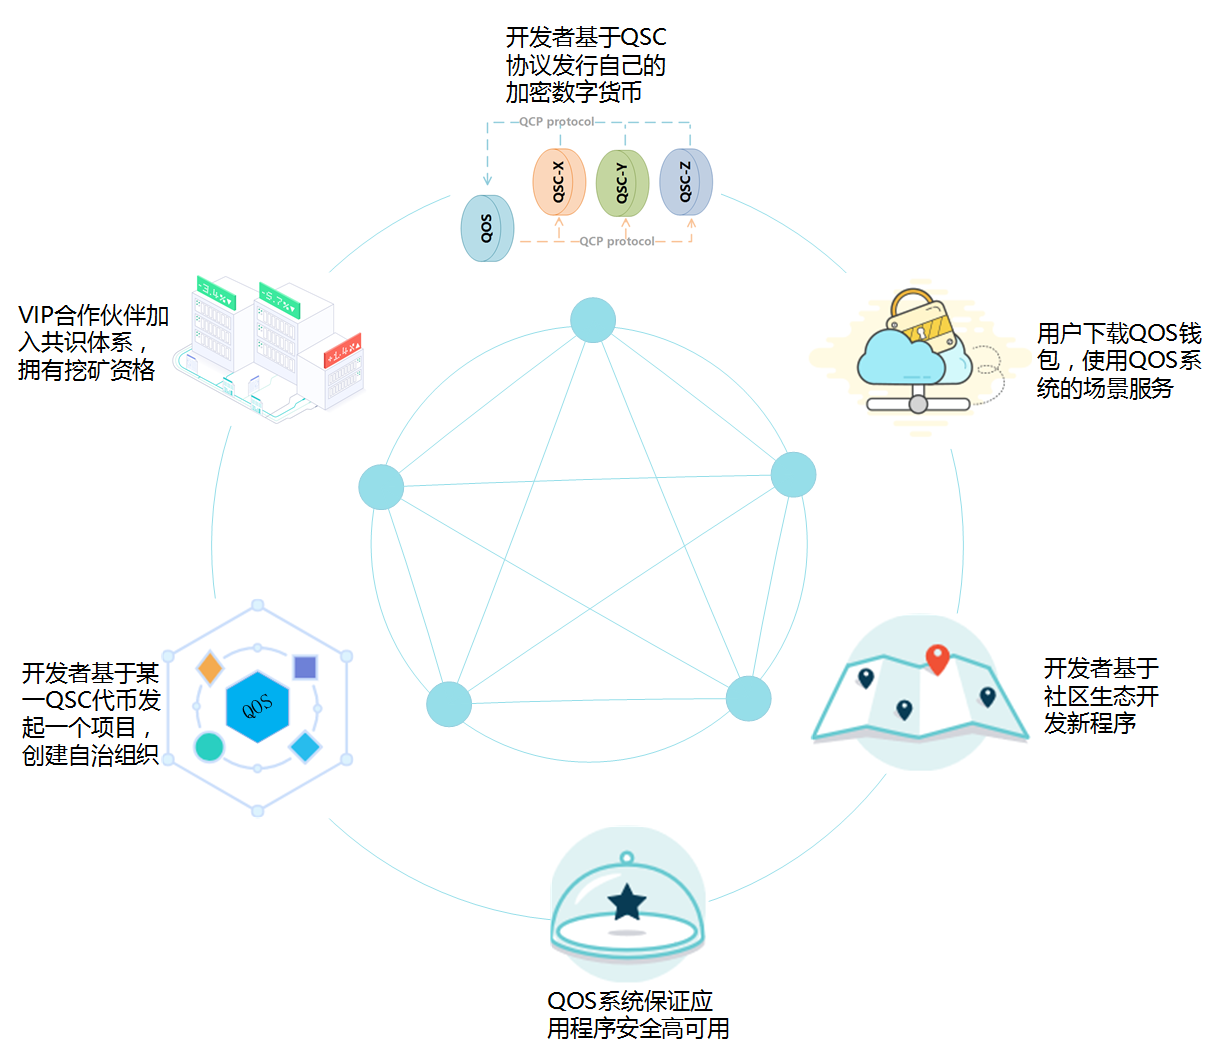 开发者基于QSC
协议发行自己的
加密数字货币
QCP protocol
QSC-X
QSC-Y
QSC-Z
QOS
QCP protocol
-3.4%▼
-5.7%▼
+1.4%▲
VIP合作伙伴加
入共识体系，
拥有挖矿资格
用户下载QOS钱
包，使用QOS系
统的场景服务
开发者基于某
一QSC代币发
起一个项目，
创建自治组织
QOS
开发者基于
社区生态开
发新程序
QOS系统保证应
用程序安全高可用